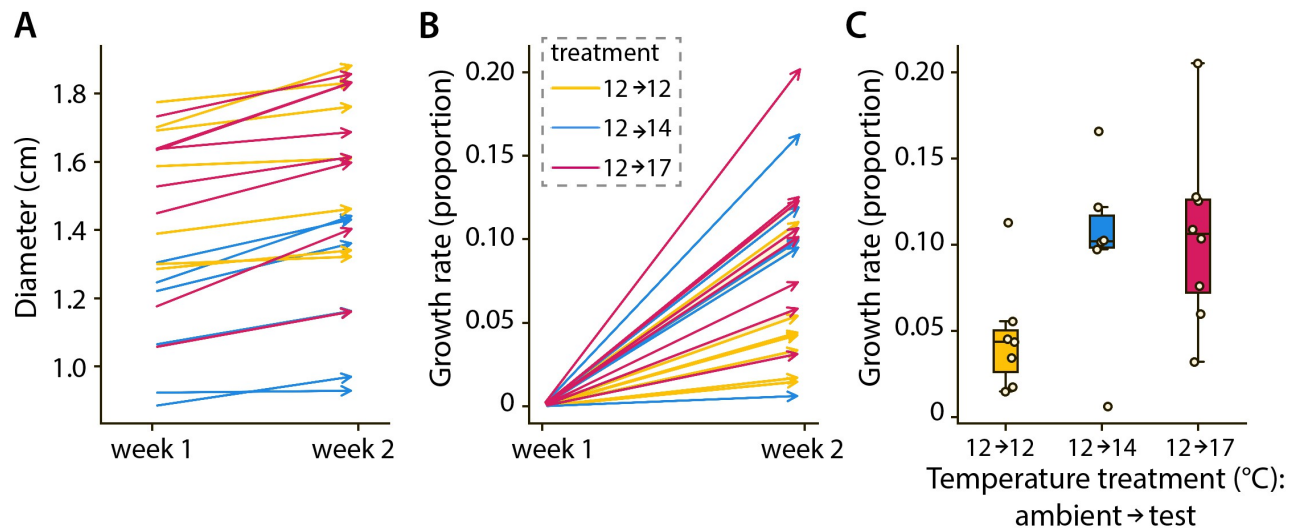 A
Diameter (cm)
1.8
1.6
1.4
1.2
1.0
week 1
week 2
B
Growth rate (proportion)
0.20
0.15
0.10
0.05
0
treatment
12→12
12→14
12→17
week 1
week 2
C
Growth rate (proportion)
0.20
0.15
0.10
0.05
0
12→12
12→14
12→17
Temperature treatment (°C):
ambient → test